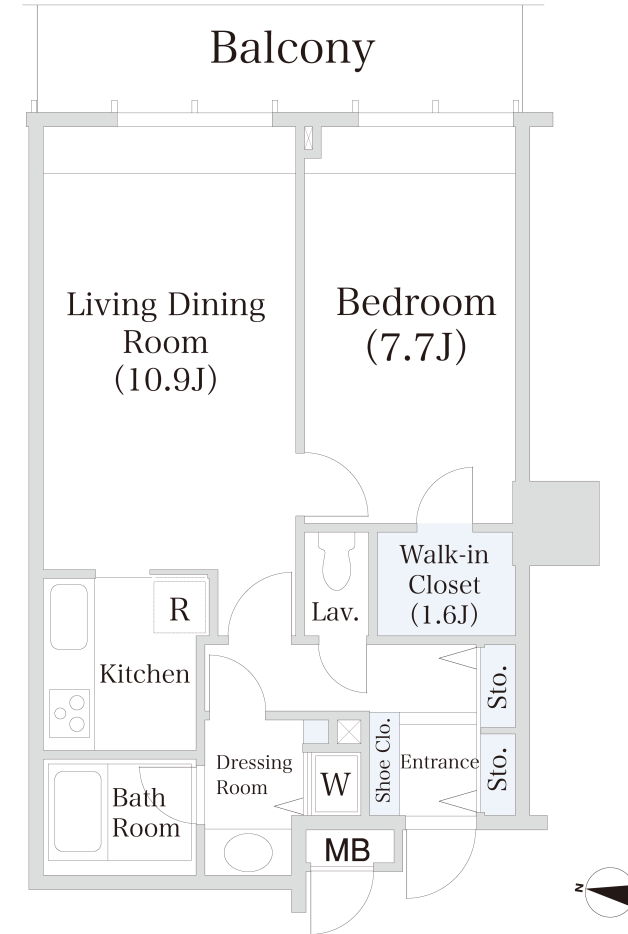 Balcony
Living Dining
Room
(10.9J)
Bedroom
(7.7J)
Walk-in
Closet
(1.6J)
Lav.
R
Kitchen
Sto.
Sto.
Shoe Clo.
Entrance
Dressing
Room
W
Bath
Room
MB
N